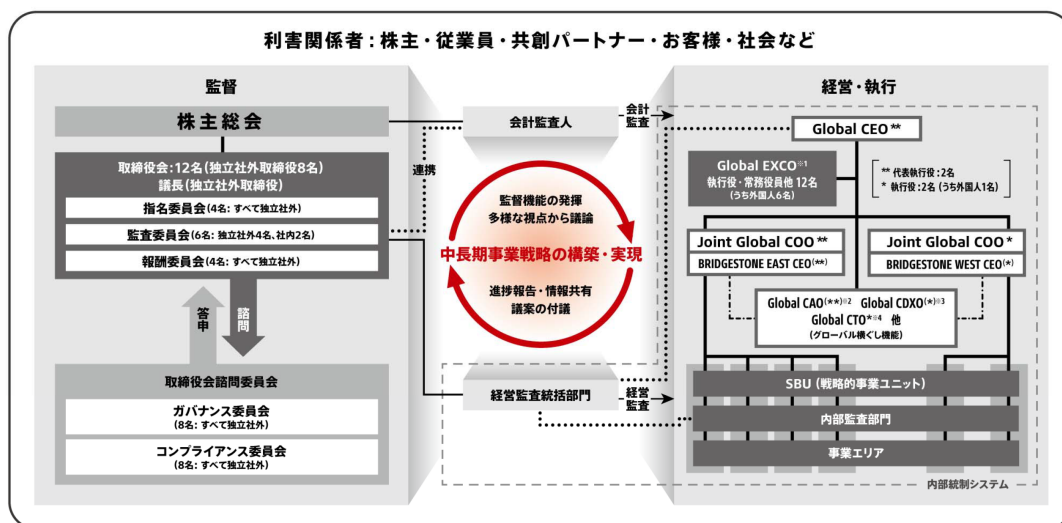 利害関係者：株主・従業員・共創パートナー・お客様・社会など
監督
株主総会
取締役会：12名（独立社外取締役8名）
議長（独立社外取締役）
指名委員会（4名：すべて独立社外）
監査委員会（6名：独立社外4名、社内2名）
報酬委員会（4名：すべて独立社外）
答申
諮問
取締役会諮問委員会
ガバナンス委員会
（8名：すべて独立社外）
コンプライアンス委員会
（8名：すべて独立社外）
会計監査人
会計
監査
連携
監督機能の発揮
多様な視点から議論
中長期事業戦略の構築・実現
進捗報告・情報共有
議案の付議
経営監査統括部門
経営
監査
経営・執行
Global CEO**
Global EXCO※1
執行役・常務役員他 12名
（うち外国人6名）
** 代表執行役：2名
* 執行役：2名（うち外国人1名）
Joint Global COO**
BRIDGESTONE EAST CEO(**)
Joint Global COO*
BRIDGESTONE WEST CEO(*)
Global CAO(**)※2 Global CDXO(*)※3
Global CTO*※4 他
（グローバル横ぐし機能）
SBU（戦略的事業ユニット）
内部監査部門
事業エリア
内部統制システム